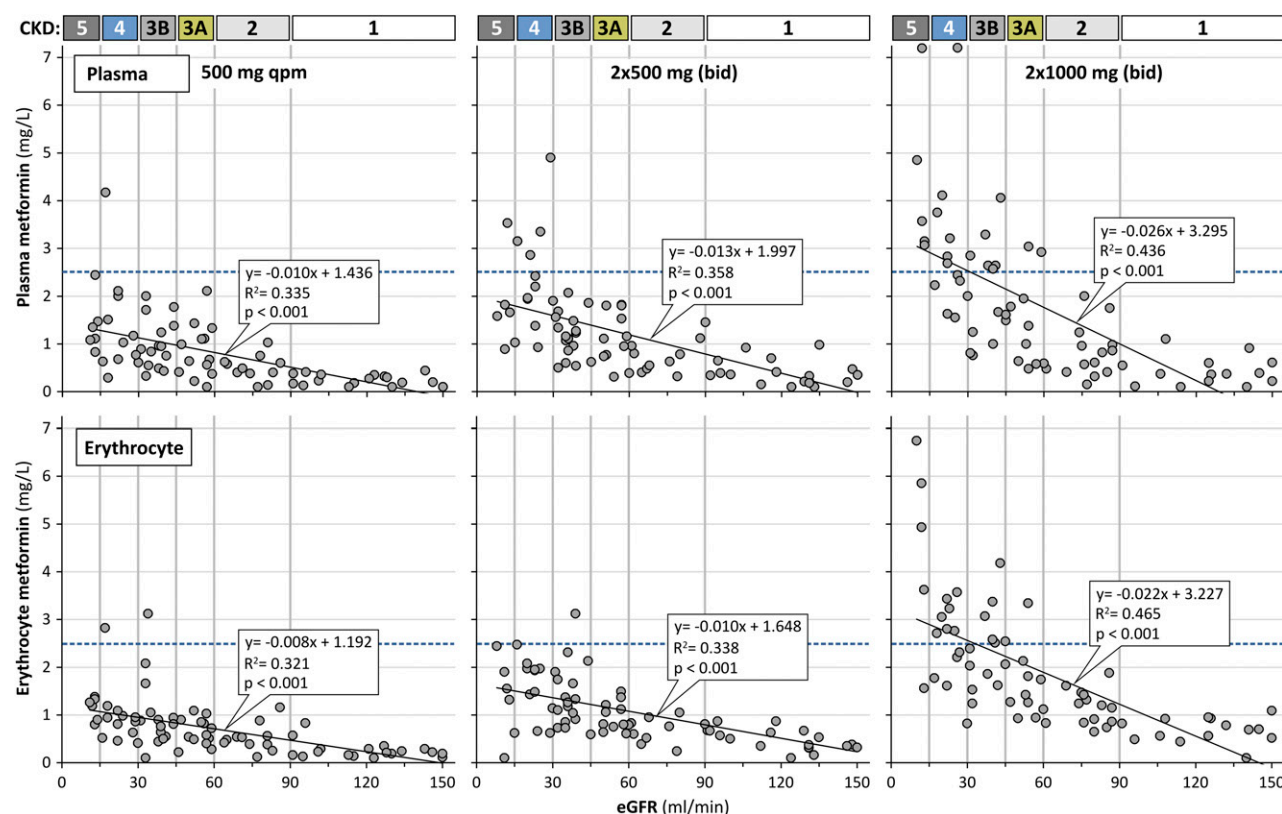 CKD: 5 4 3B 3A 2 1 5 4 3B 3A 2 1 5 4 3B 3A 2 1
Plasma 500 mg qpm
2x500 mg (bid)
2x1000 mg (bid)
Plasma metformin (mg/L)
7
6
5
4
3
2
1
0
y= -0.010x + 1.436
R²= 0.335
p < 0.001
y= -0.013x + 1.997
R²= 0.358
p < 0.001
y= -0.026x + 3.295
R²= 0.436
p < 0.001
Erythrocyte
Erythrocyte metformin (mg/L)
7
6
5
4
3
2
1
0
y= -0.008x + 1.192
R²= 0.321
p < 0.001
y= -0.010x + 1.648
R²= 0.338
p < 0.001
y= -0.022x + 3.227
R²= 0.465
p < 0.001
0 30 60 90 120 150 0 30 60 90 120 150 0 30 60 90 120 150
eGFR (ml/min)